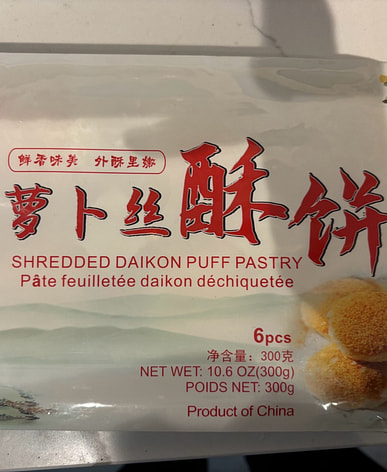 鲜香味美 外酥里嫩
萝卜丝酥饼
SHREDDED DAIKON PUFF PASTRY
Pâte feuilletée daikon déchiquetée
6pcs
净含量：300克
NET WET: 10.6 OZ(300g)
POIDS NET: 300g
Product of China